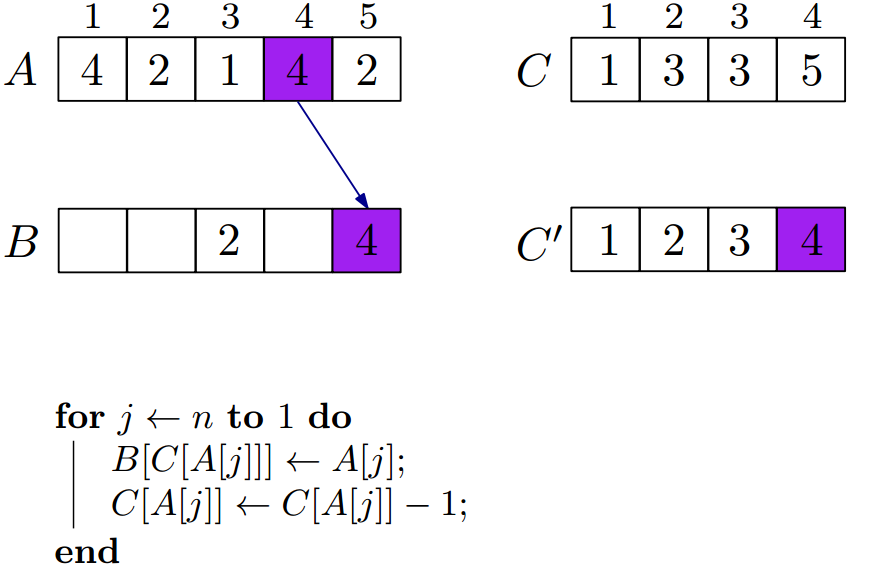 1 2 3 4 5 1 2 3 4
A 4 2 1 4 2 C 1 3 3 5
B 2 4 C′ 1 2 3 4
for j ← n to 1 do
B[C[A[j]]] ← A[j];
C[A[j]] ← C[A[j]] − 1;
end